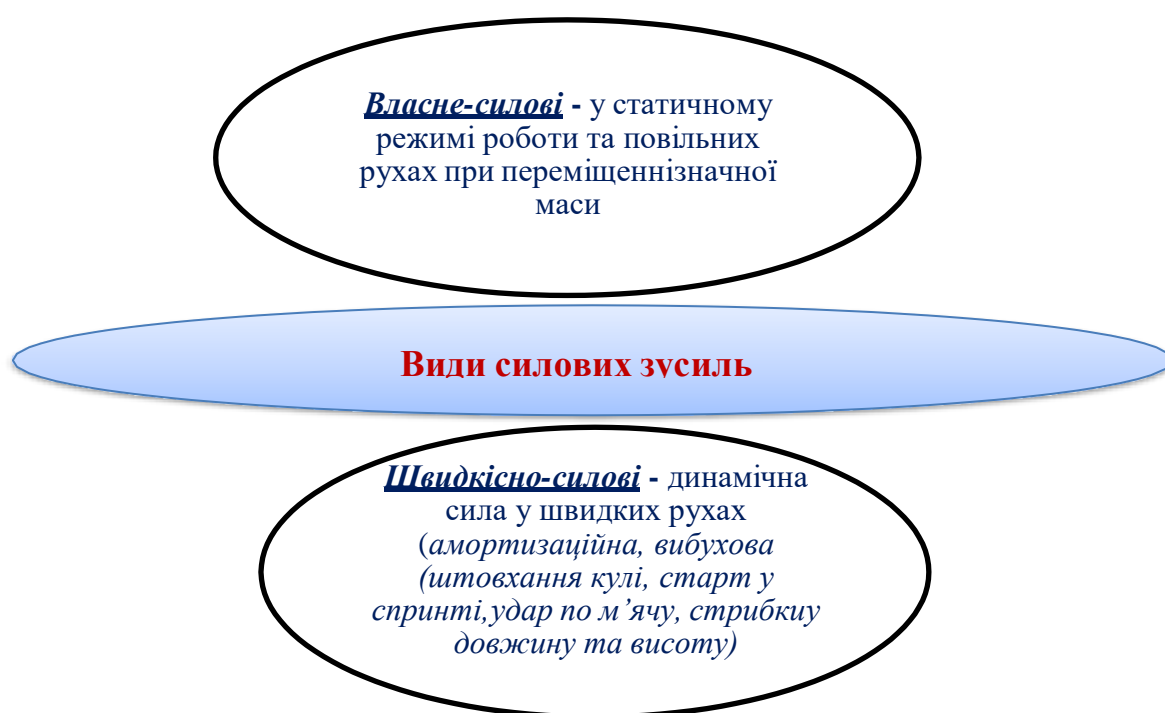 Власне-силові - у статичному
режимі роботи та повільних
рухах при переміщеннізначної
маси
Види силових зусиль
Швидкісно-силові - динамічна
сила у швидких рухах
(амортизаційна, вибухова
(штовхання кулі, старт у
спринті,удар по м’ячу, стрибкиу
довжину та висоту)